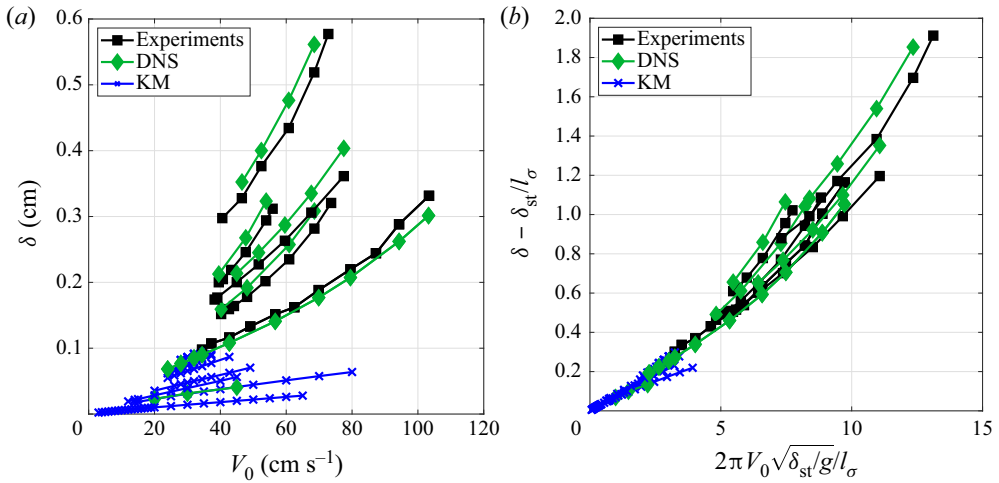 (a)
0.6
0.5
0.4
0.3
0.2
0.1
0
20
40
60
80
100
120
δ (cm)
V0 (cm s−1)
Experiments
DNS
KM
(b)
2.0
1.8
1.6
1.4
1.2
1.0
0.8
0.6
0.4
0.2
0
5
10
15
δ − δst/lσ
2πV0√δst/g/lσ
Experiments
DNS
KM